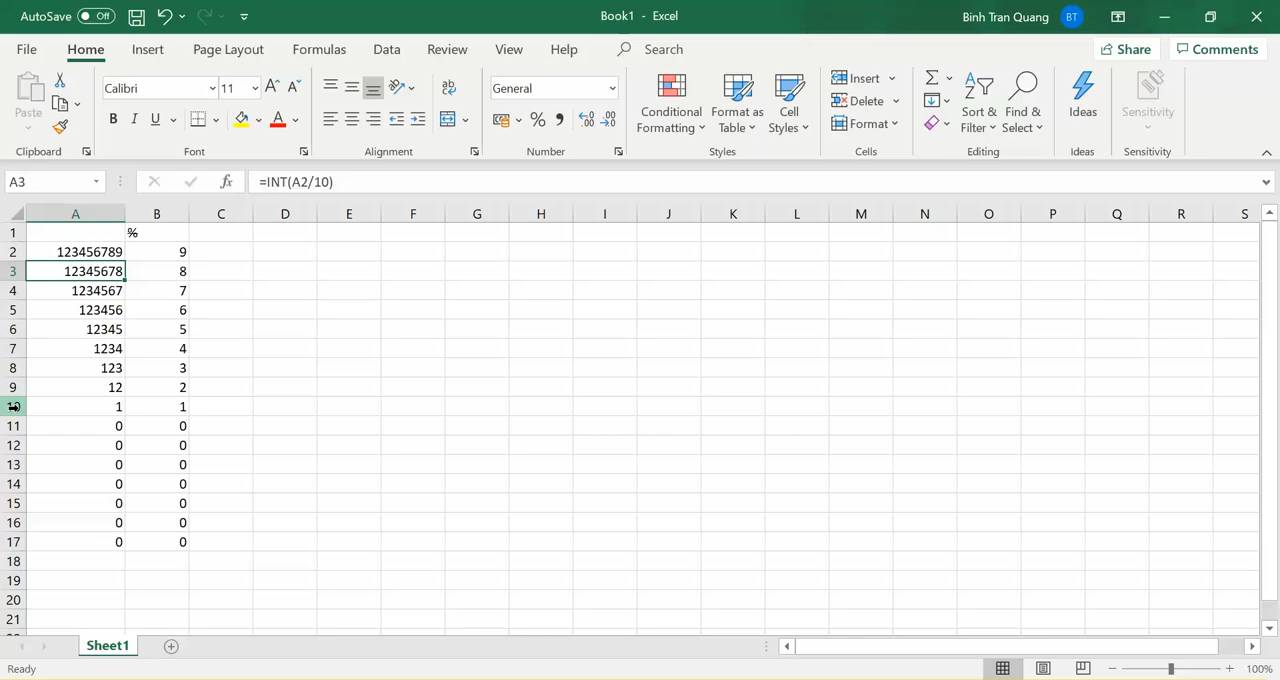 AutoSave Off Book1 - Excel Binh Tran Quang BT
File Home Insert Page Layout Formulas Data Review View Help Search Share Comments
Paste Calibri 11 A A ab General Conditional Formatting Format as Table Cell Styles Insert Delete Format Sort & Filter Find & Select Ideas Sensitivity
B I U A % 9 .00
Clipboard Font Alignment Number Styles Cells Editing Ideas Sensitivity
A3 fx =INT(A2/10)
A B C D E F G H I J K L M N O P Q R S
1 %
2 123456789 9
3 12345678 8
4 1234567 7
5 123456 6
6 12345 5
7 1234 4
8 123 3
9 12 2
10 1 1
11 0 0
12 0 0
13 0 0
14 0 0
15 0 0
16 0 0
17 0 0
18
19
20
21
Sheet1
Ready 100%